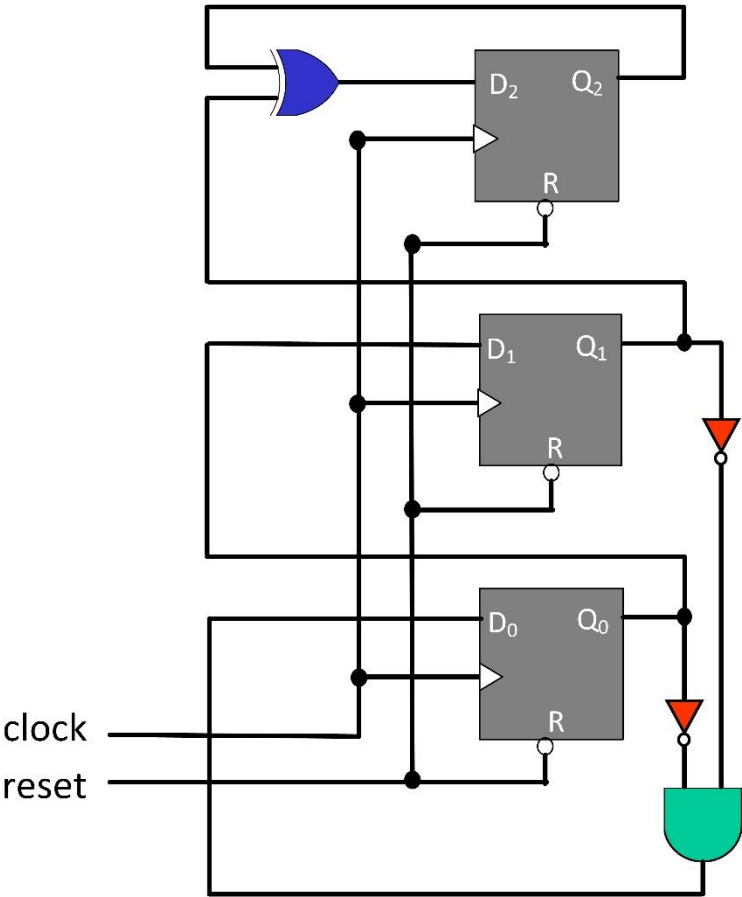 D₂ Q₂
R
D₁ Q₁
R
D₀ Q₀
R
clock
reset